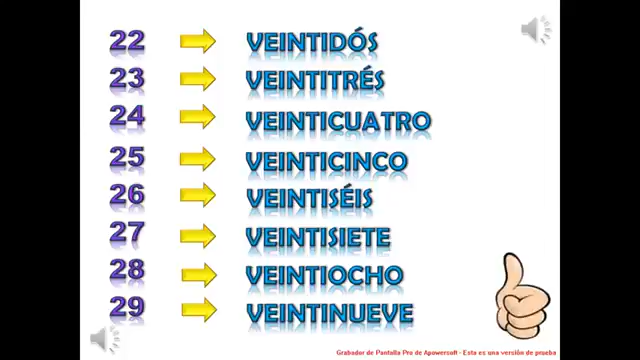 22 VEINTIDÓS
23 VEINTITRÉS
24 VEINTICUATRO
25 VEINTICINCO
26 VEINTISÉIS
27 VEINTISIETE
28 VEINTIOCHO
29 VEINTINUEVE
Grabador de Pantalla Pro de Apowersoft - Esta es una versión de prueba